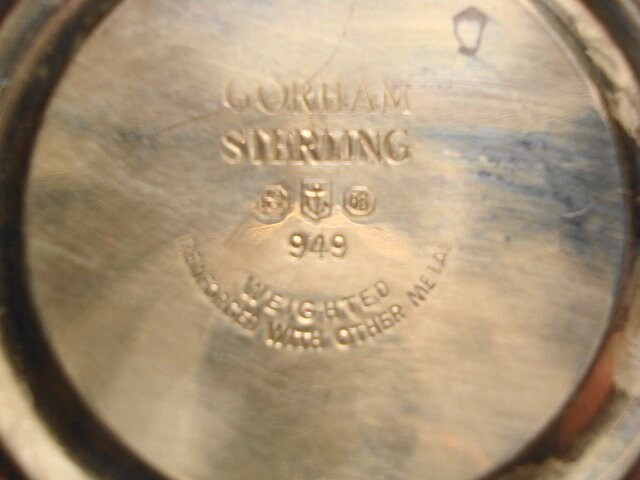 GORHAM
STERLING
949
WEIGHTED
REINFORCED WITH OTHER METAL